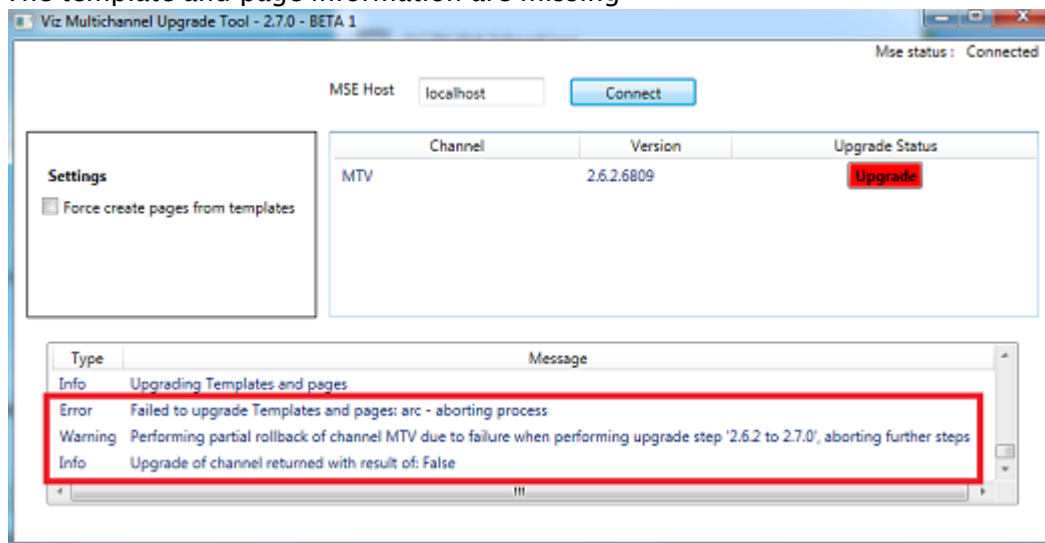 The template and page information are missing
Viz Multichannel Upgrade Tool - 2.7.0 - BETA 1
Mse status : Connected
MSE Host localhost Connect
Channel Version Upgrade Status
Settings
MTV 2.6.2.6809 Upgrade
Force create pages from templates
Type Message
Info Upgrading Templates and pages
Error Failed to upgrade Templates and pages: arc - aborting process
Warning Performing partial rollback of channel MTV due to failure when performing upgrade step '2.6.2 to 2.7.0', aborting further steps
Info Upgrade of channel returned with result of: False